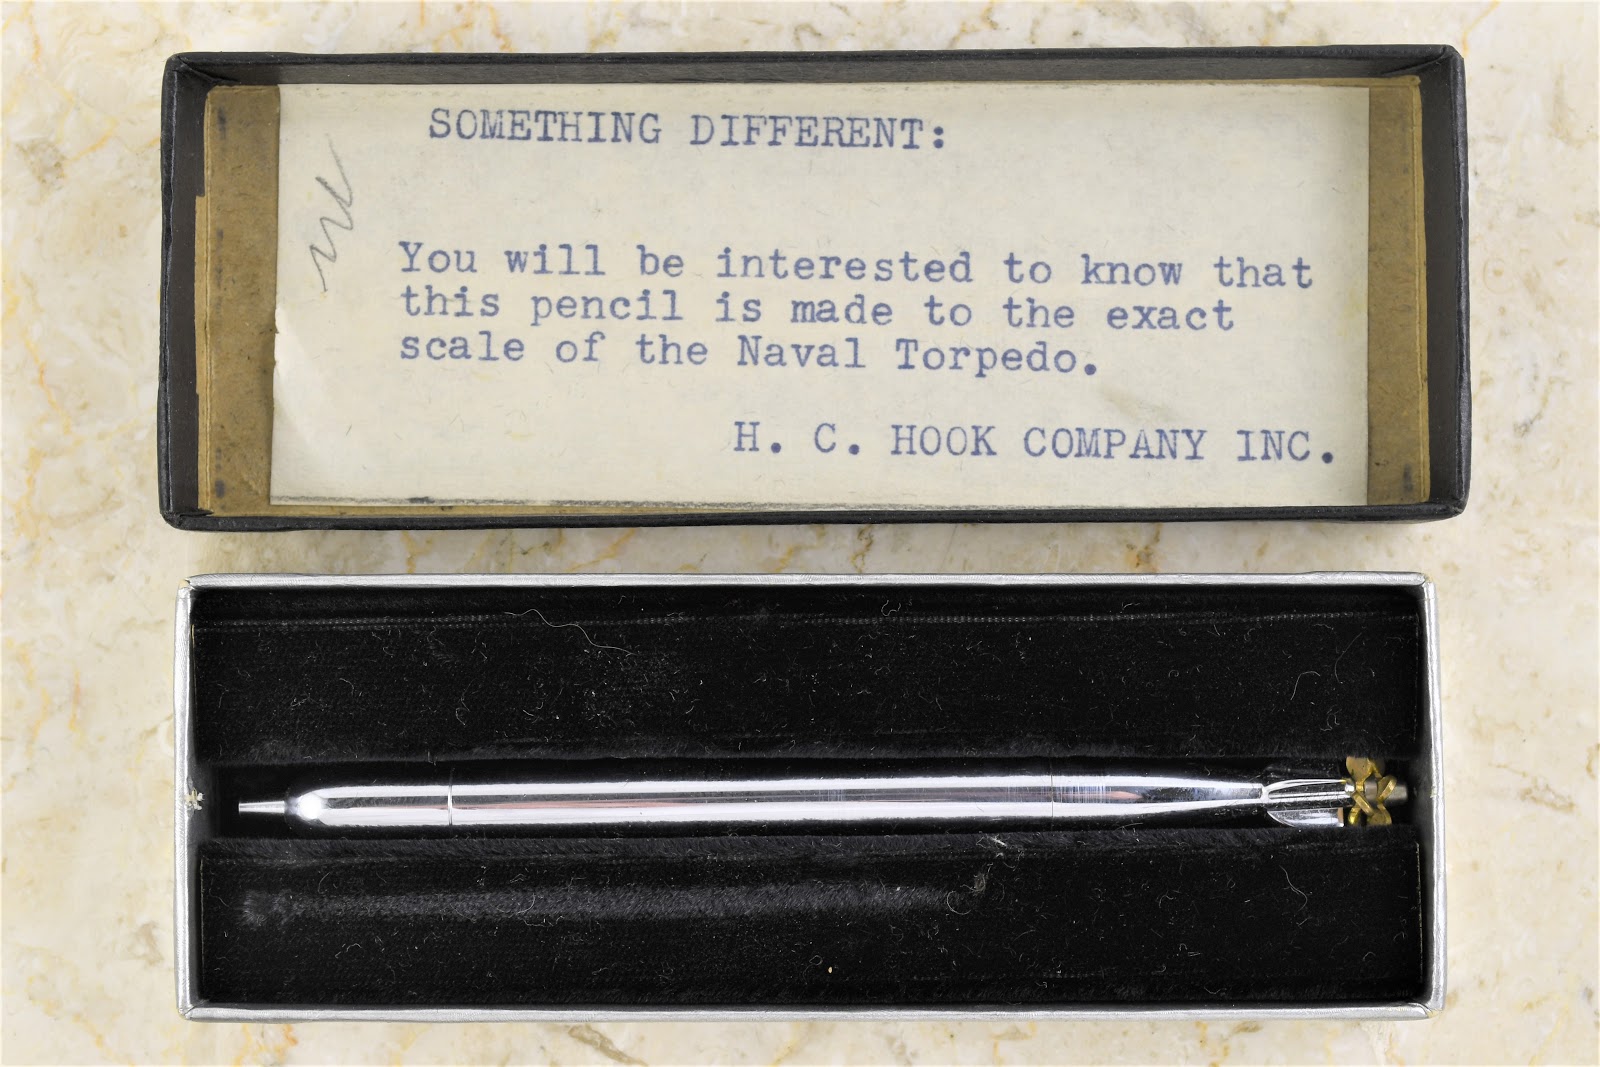 SOMETHING DIFFERENT:
You will be interested to know that
this pencil is made to the exact
scale of the Naval Torpedo.
H. C. HOOK COMPANY INC.